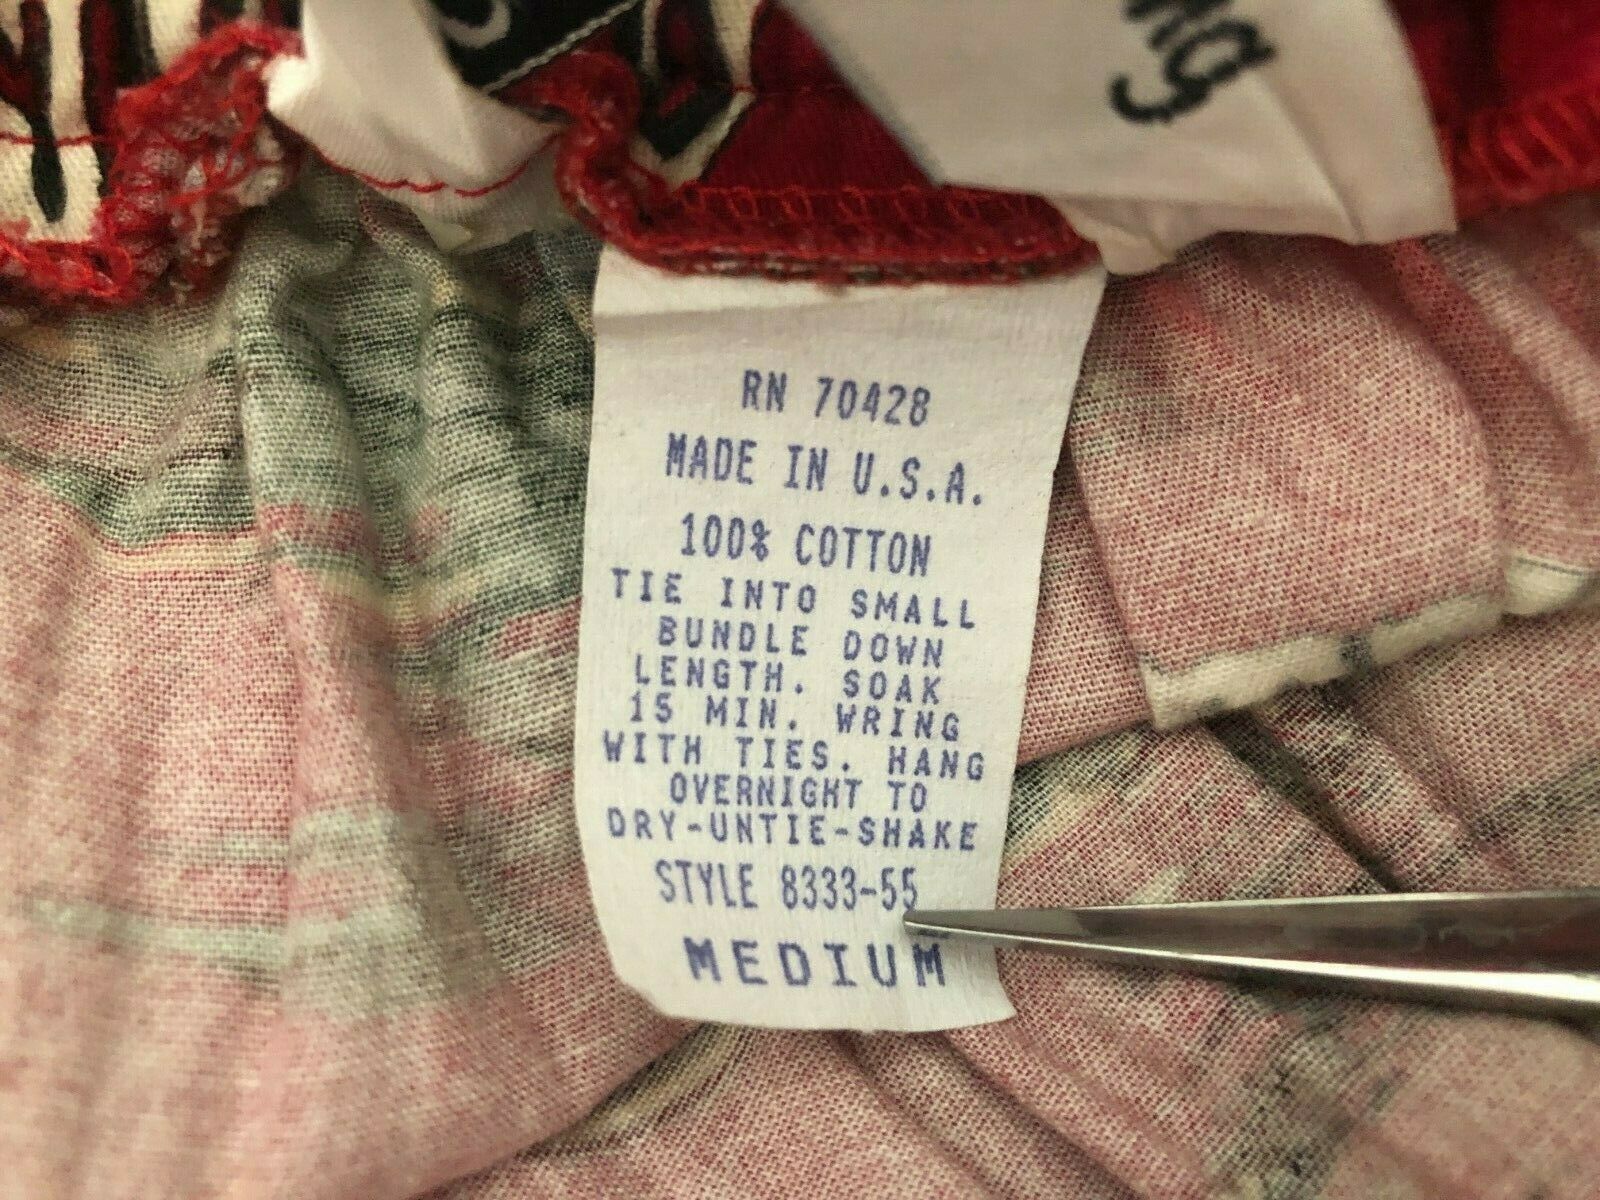 RN 70428
MADE IN U.S.A.
100% COTTON
TIE INTO SMALL
BUNDLE DOWN
LENGTH. SOAK
15 MIN. WRING
WITH TIES. HANG
OVERNIGHT TO
DRY-UNTIE-SHAKE
STYLE 8333-55
MEDIUM